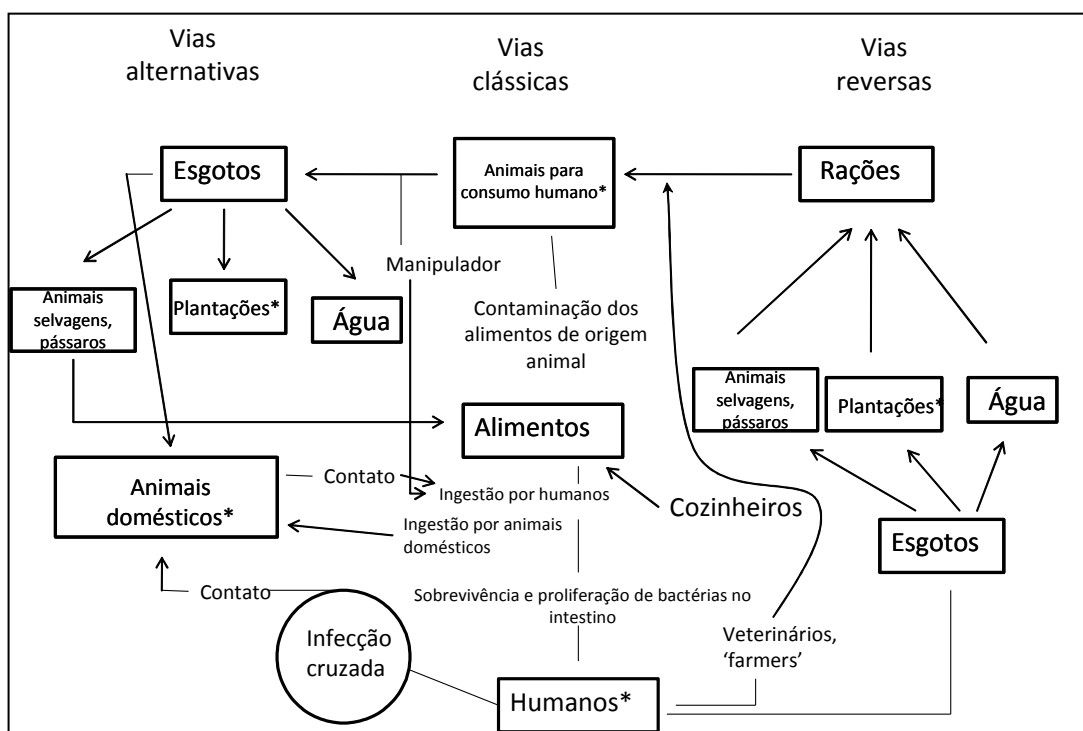 Vias
alternativas
Vias
clássicas
Vias
reversas
Esgotos
Animais para
consumo humano*
Rações
Manipulador
Animais
selvagens,
pássaros
Plantações*
Água
Contaminação dos
alimentos de origem
animal
Animais
selvagens,
pássaros
Plantações*
Água
Alimentos
Animais
domésticos*
Contato
Ingestão por humanos
Cozinheiros
Ingestão por animais
domésticos
Esgotos
Contato
Sobrevivência e proliferação de bactérias no
intestino
Infecção
cruzada
Veterinários,
‘farmers’
Humanos*